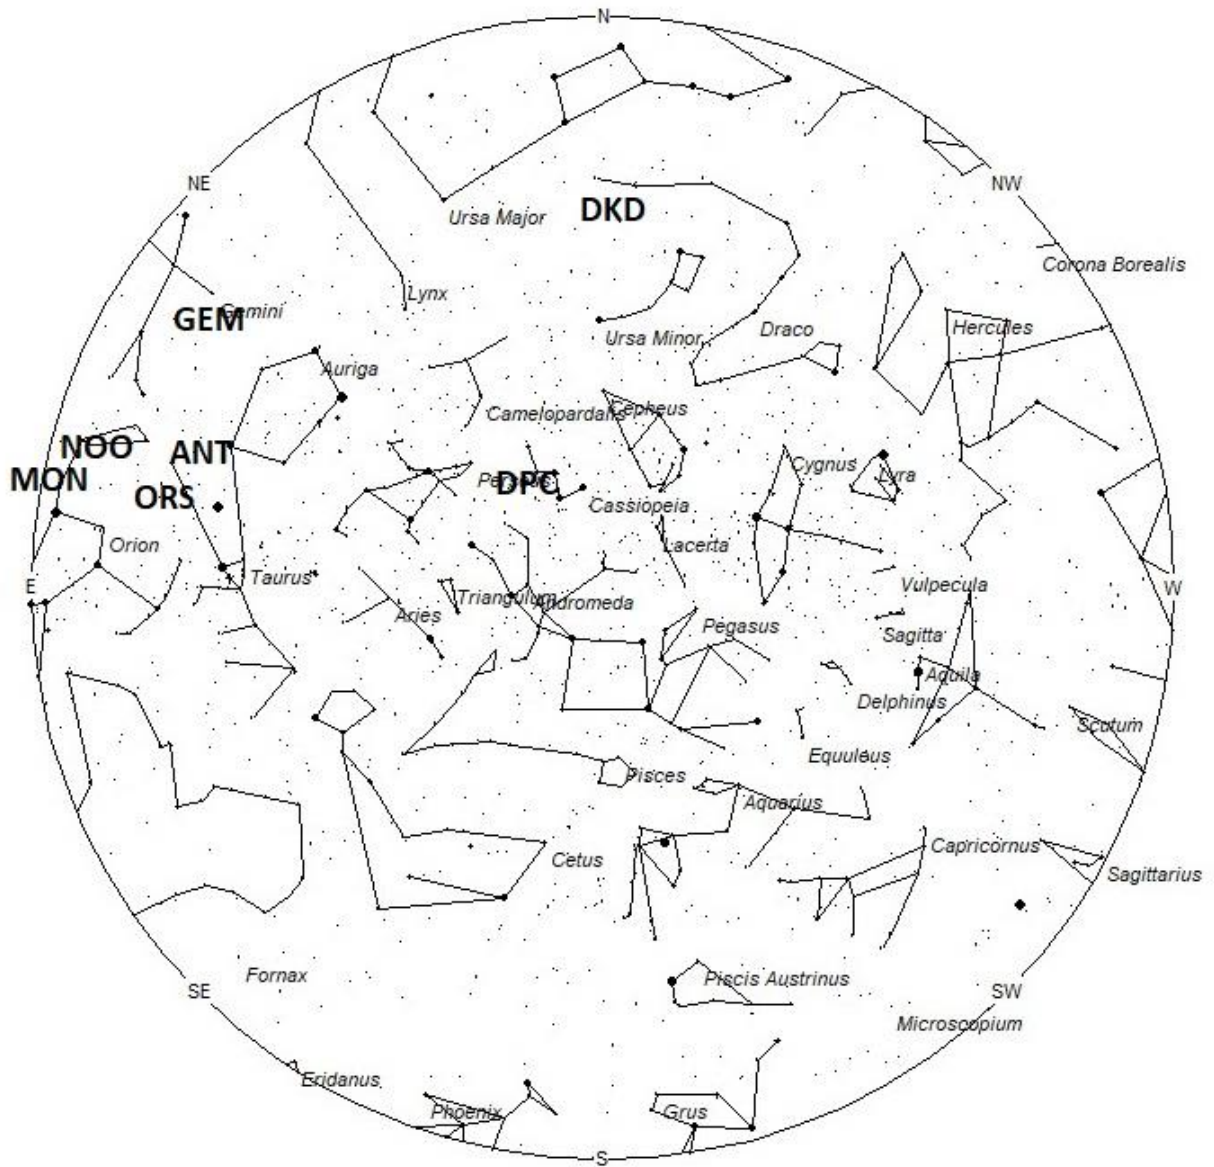 N
NE
NW
Ursa Major
DKD
Corona Borealis
Lynx
GEM
Gemini
Ursa Minor
Draco
Hercules
Auriga
Camelopardalis
Cepheus
NOO
ANT
MON
ORS
Perseus
DPC
Cygnus
Lyra
Cassiopeia
Orion
Lacerta
E
Taurus
Vulpecula
W
Triangulum
Andromeda
Aries
Pegasus
Sagitta
Aquila
Delphinus
Scutum
Equuleus
Pisces
Aquarius
Cetus
Capricornus
Sagittarius
Fornax
Piscis Austrinus
SE
SW
Microscopium
Eridanus
Phoenix
Grus
S